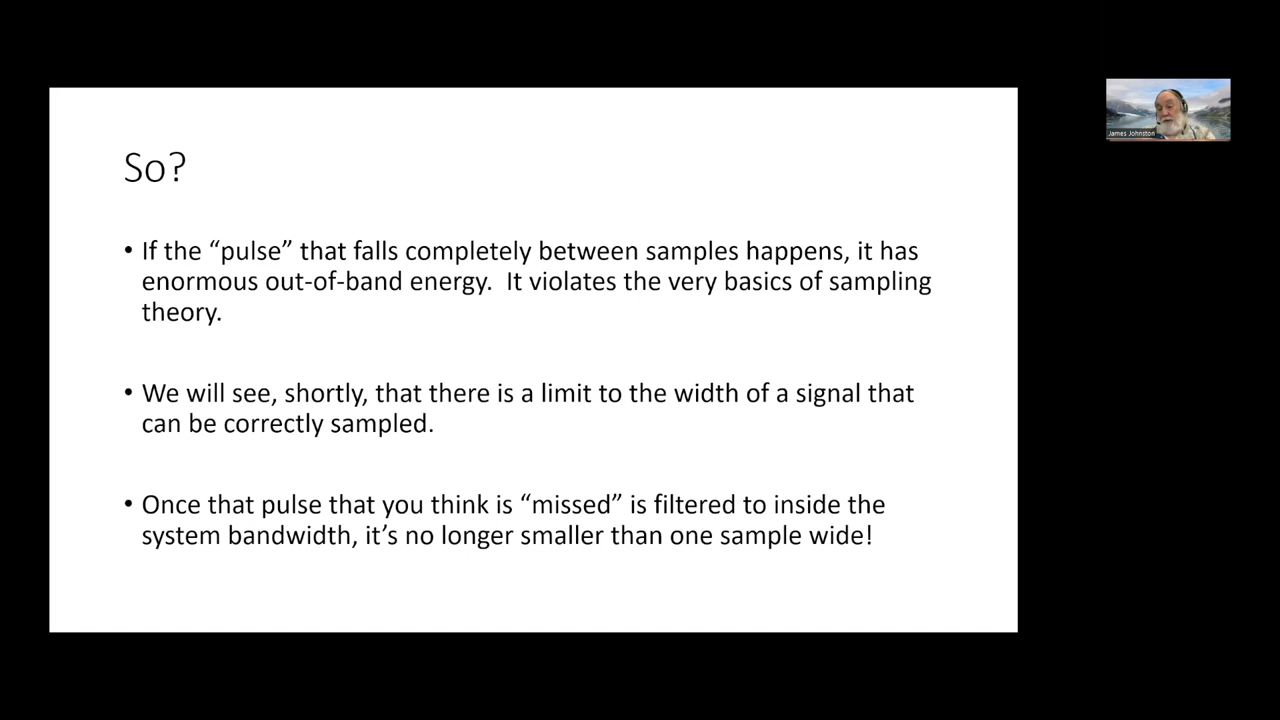 So?
• If the “pulse” that falls completely between samples happens, it has
enormous out-of-band energy.  It violates the very basics of sampling
theory.
• We will see, shortly, that there is a limit to the width of a signal that
can be correctly sampled.
• Once that pulse that you think is “missed” is filtered to inside the
system bandwidth, it’s no longer smaller than one sample wide!
James Johnston